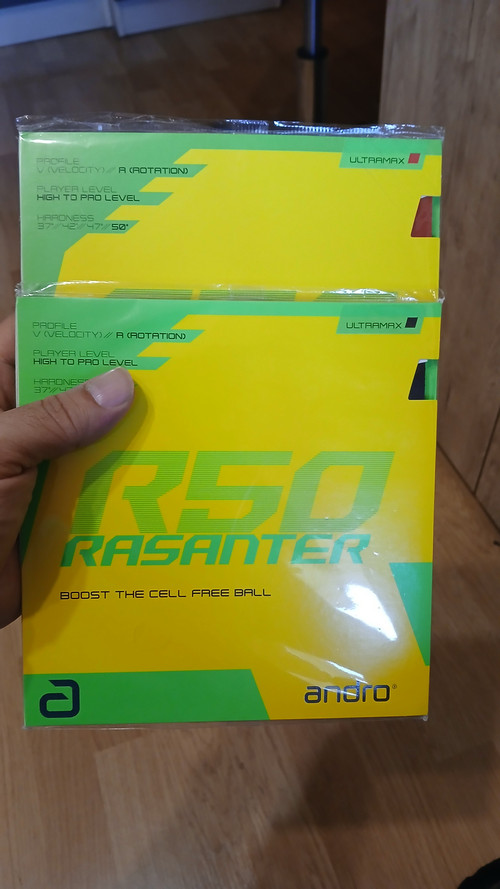 PROFILE
V (VELOCITY) // R (ROTATION)
ULTRAMAX
PLAYER LEVEL
HIGH TO PRO LEVEL
HARDNESS
37°//42°//47°//50°
PROFILE
V (VELOCITY) // R (ROTATION)
ULTRAMAX
PLAYER LEVEL
HIGH TO PRO LEVEL
R50
RASANTER
BOOST THE CELL FREE BALL
andro®